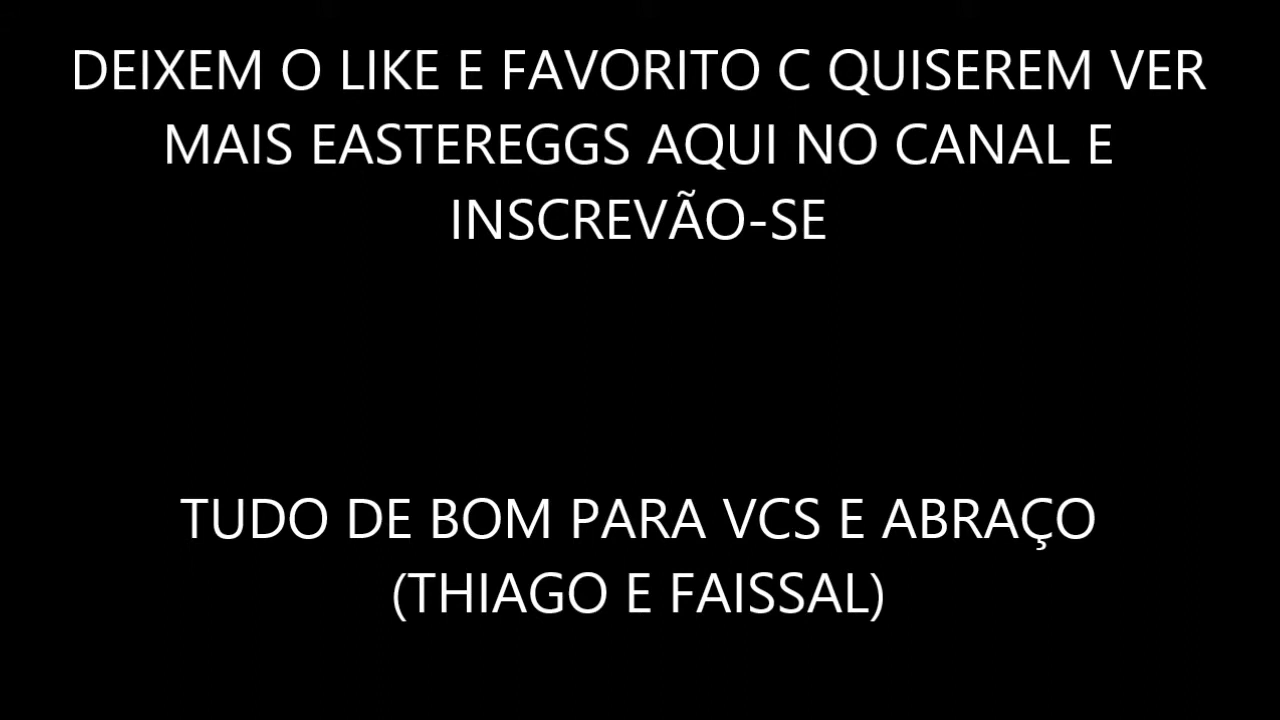 DEIXEM O LIKE E FAVORITO C QUISEREM VER
MAIS EASTEREGGS AQUI NO CANAL E
INSCREVÃO-SE
TUDO DE BOM PARA VCS E ABRAÇO
(THIAGO E FAISSAL)